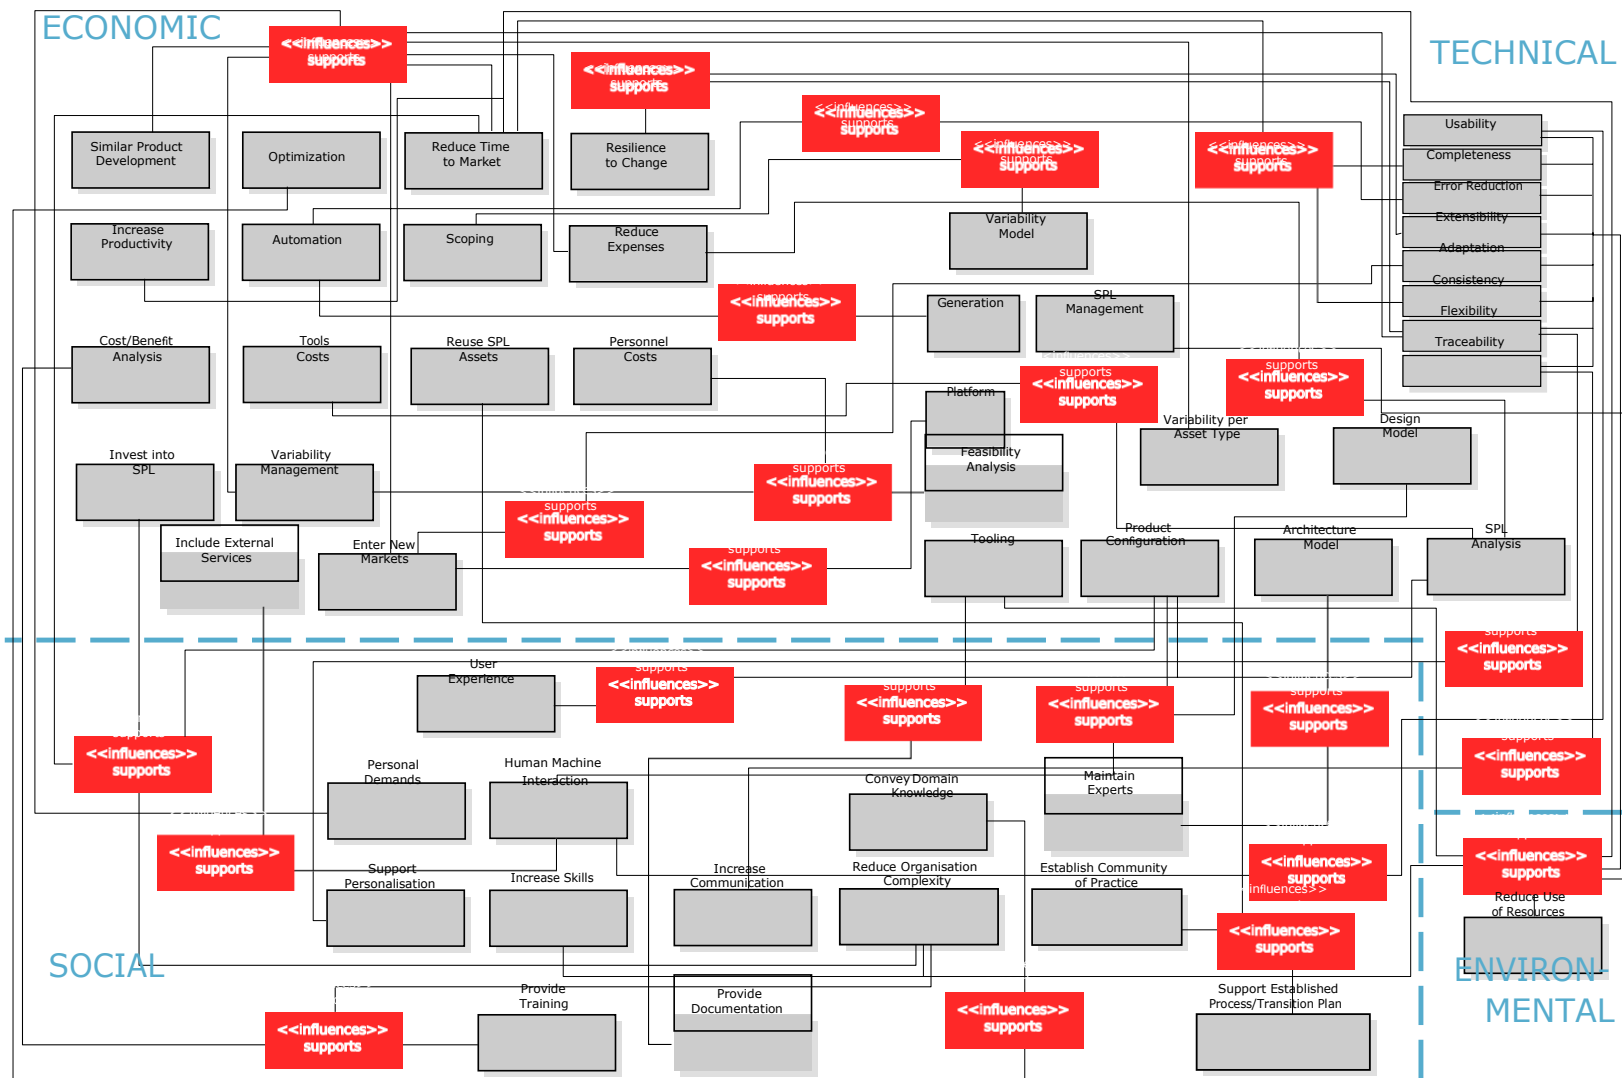 ECONOMIC
TECHNICAL
<<influences>>
supports
<<influences>>
supports
<<influences>>
supports
<<influences>>
supports
<<influences>>
supports
Similar Product
Development
Optimization
Reduce Time
to Market
Resilience
to Change
Usability
Completeness
Error Reduction
Extensibility
Adaptation
Consistency
Flexibility
Traceability
Increase
Productivity
Automation
Scoping
Reduce
Expenses
Variability
Model
<<influences>>
supports
Generation
SPL
Management
Cost/Benefit
Analysis
Tools
Costs
Reuse SPL
Assets
Personnel
Costs
<<influences>>
supports
<<influences>>
supports
Platform
Variability per
Asset Type
Design
Model
Invest into
SPL
Variability
Management
Feasibility
Analysis
supports
<<influences>>
supports
<<influences>>
supports
supports
Include External
Services
Enter New
Markets
supports
<<influences>>
supports
Tooling
Product
Configuration
Architecture
Model
SPL
Analysis
User
Experience
supports
<<influences>>
supports
supports
<<influences>>
supports
supports
<<influences>>
supports
supports
<<influences>>
supports
supports
<<influences>>
supports
<<influences>>
supports
supports
<<influences>>
supports
Personal
Demands
Human Machine
Interaction
Convey Domain
Knowledge
Maintain
Experts
<<influences>>
supports
<<influences>>
supports
<<influences>>
supports
Support
Personalisation
Increase Skills
Increase
Communication
Reduce Organisation
Complexity
Establish Community
of Practice
influences>>
<<influences>>
supports
Reduce Use
of Resources
SOCIAL
ENVIRON-
MENTAL
<<influences>>
supports
Provide
Training
Provide
Documentation
<<influences>>
supports
Support Established
Process/Transition Plan